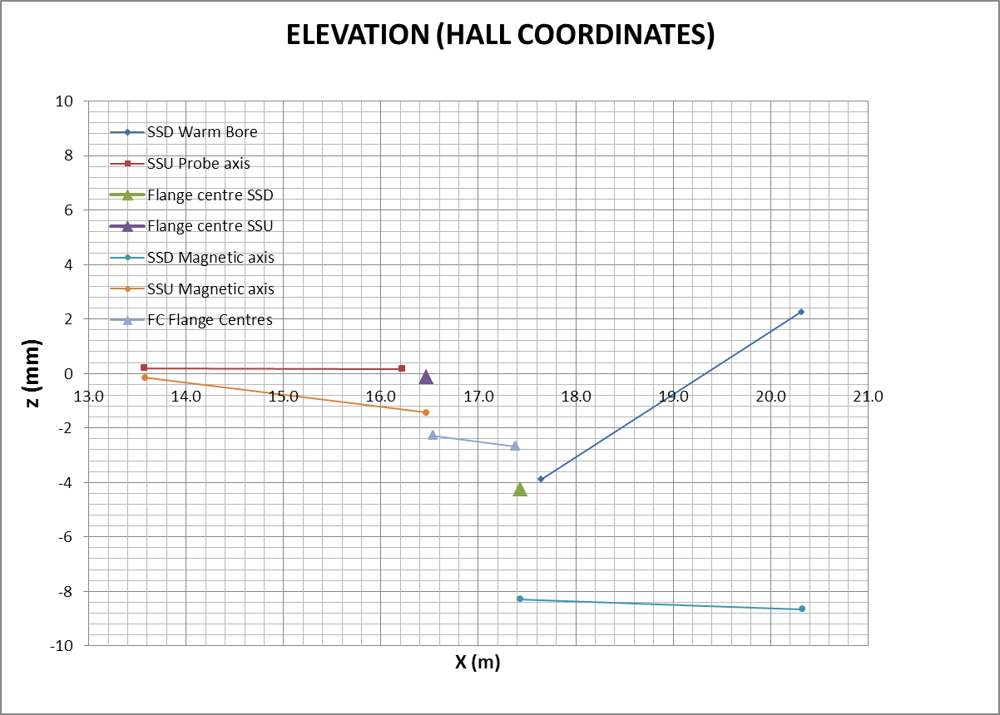 ELEVATION (HALL COORDINATES)
10
8
6
4
2
0
-2
-4
-6
-8
-10
z (mm)
SSD Warm Bore
SSU Probe axis
Flange centre SSD
Flange centre SSU
SSD Magnetic axis
SSU Magnetic axis
FC Flange Centres
13.0 14.0 15.0 16.0 17.0 18.0 19.0 20.0 21.0
X (m)